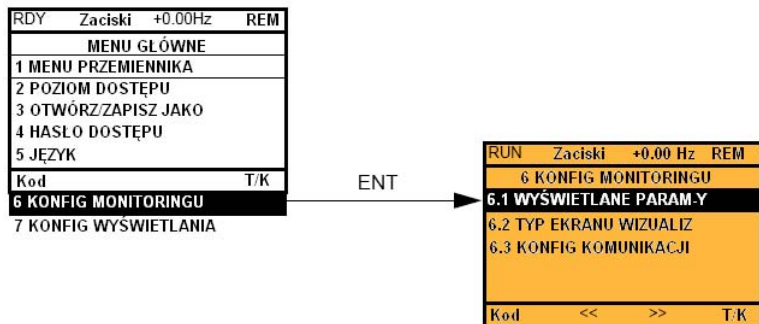 RDY Zaciski +0.00Hz REM
MENU GŁÓWNE
1 MENU PRZEMIENNIKA
2 POZIOM DOSTĘPU
3 OTWÓRZ/ZAPISZ JAKO
4 HASŁO DOSTĘPU
5 JĘZYK
Kod T/K
6 KONFIG MONITORINGU
7 KONFIG WYŚWIETLANIA
ENT
RUN Zaciski +0.00 Hz REM
6 KONFIG MONITORINGU
6.1 WYŚWIETLANE PARAM-Y
6.2 TYP EKRANU WIZUALIZ
6.3 KONFIG KOMUNIKACJI
Kod << >> T/K